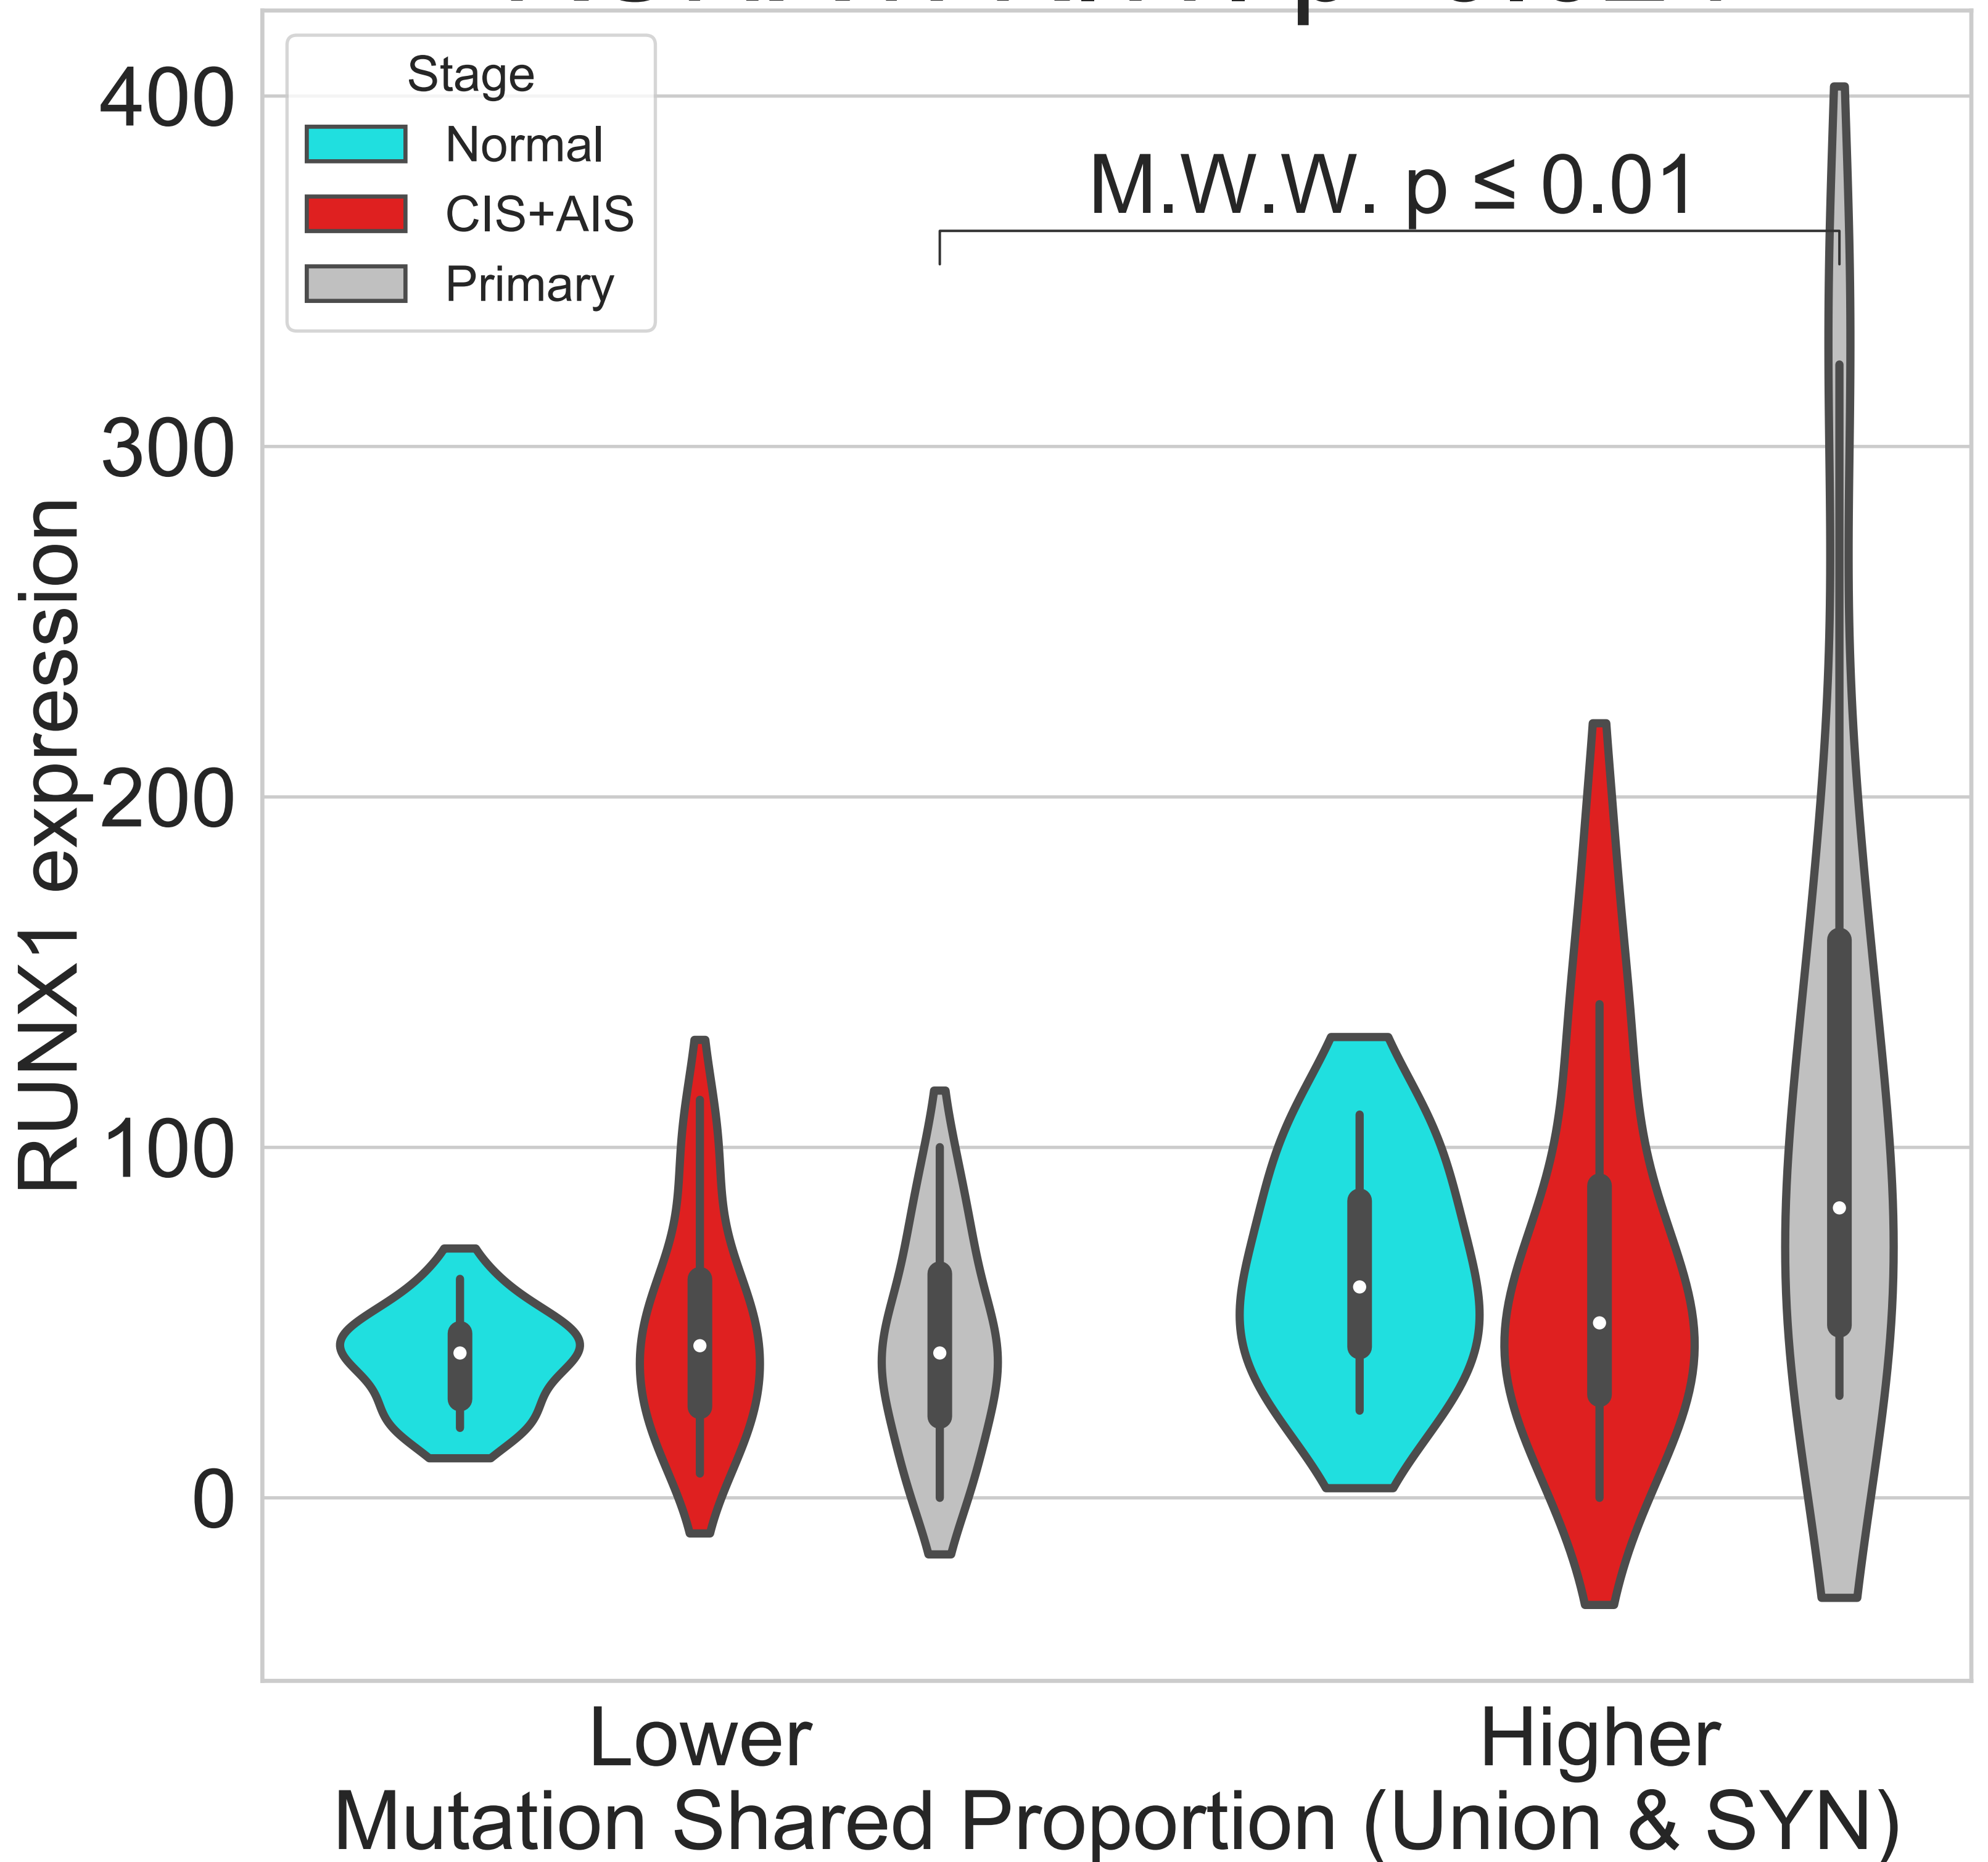 Stage
Normal
CIS+AIS
Primary
M.W.W. p ≤ 0.01
400
300
200
100
0
RUNX1 expression
Lower
Higher
Mutation Shared Proportion (Union & SYN)